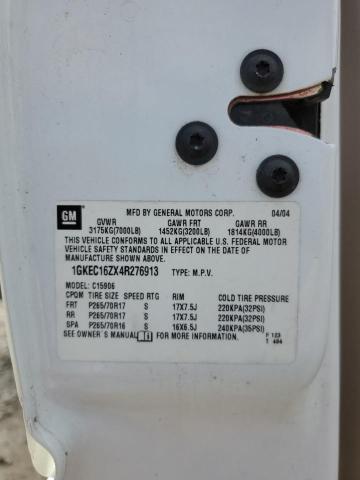 GM
MFD BY GENERAL MOTORS CORP. 04/04
GVWR GAWR FRT GAWR RR
3175KG(7000LB) 1452KG(3200LB) 1814KG(4000LB)
THIS VEHICLE CONFORMS TO ALL APPLICABLE U.S. FEDERAL MOTOR
VEHICLE SAFETY STANDARDS IN EFFECT ON THE DATE OF
MANUFACTURE SHOWN ABOVE.
1GKEC16ZX4R276913 TYPE: M.P.V.
MODEL: C15906
CPQM TIRE SIZE SPEED RTG RIM COLD TIRE PRESSURE
FRT P265/70R17 S 17X7.5J 220KPA(32PSI)
RR P265/70R17 S 17X7.5J 220KPA(32PSI)
SPA P265/70R16 S 16X6.5J 240KPA(35PSI)
SEE OWNER'S MANUAL FOR MORE INFORMATION. F 123
T 494